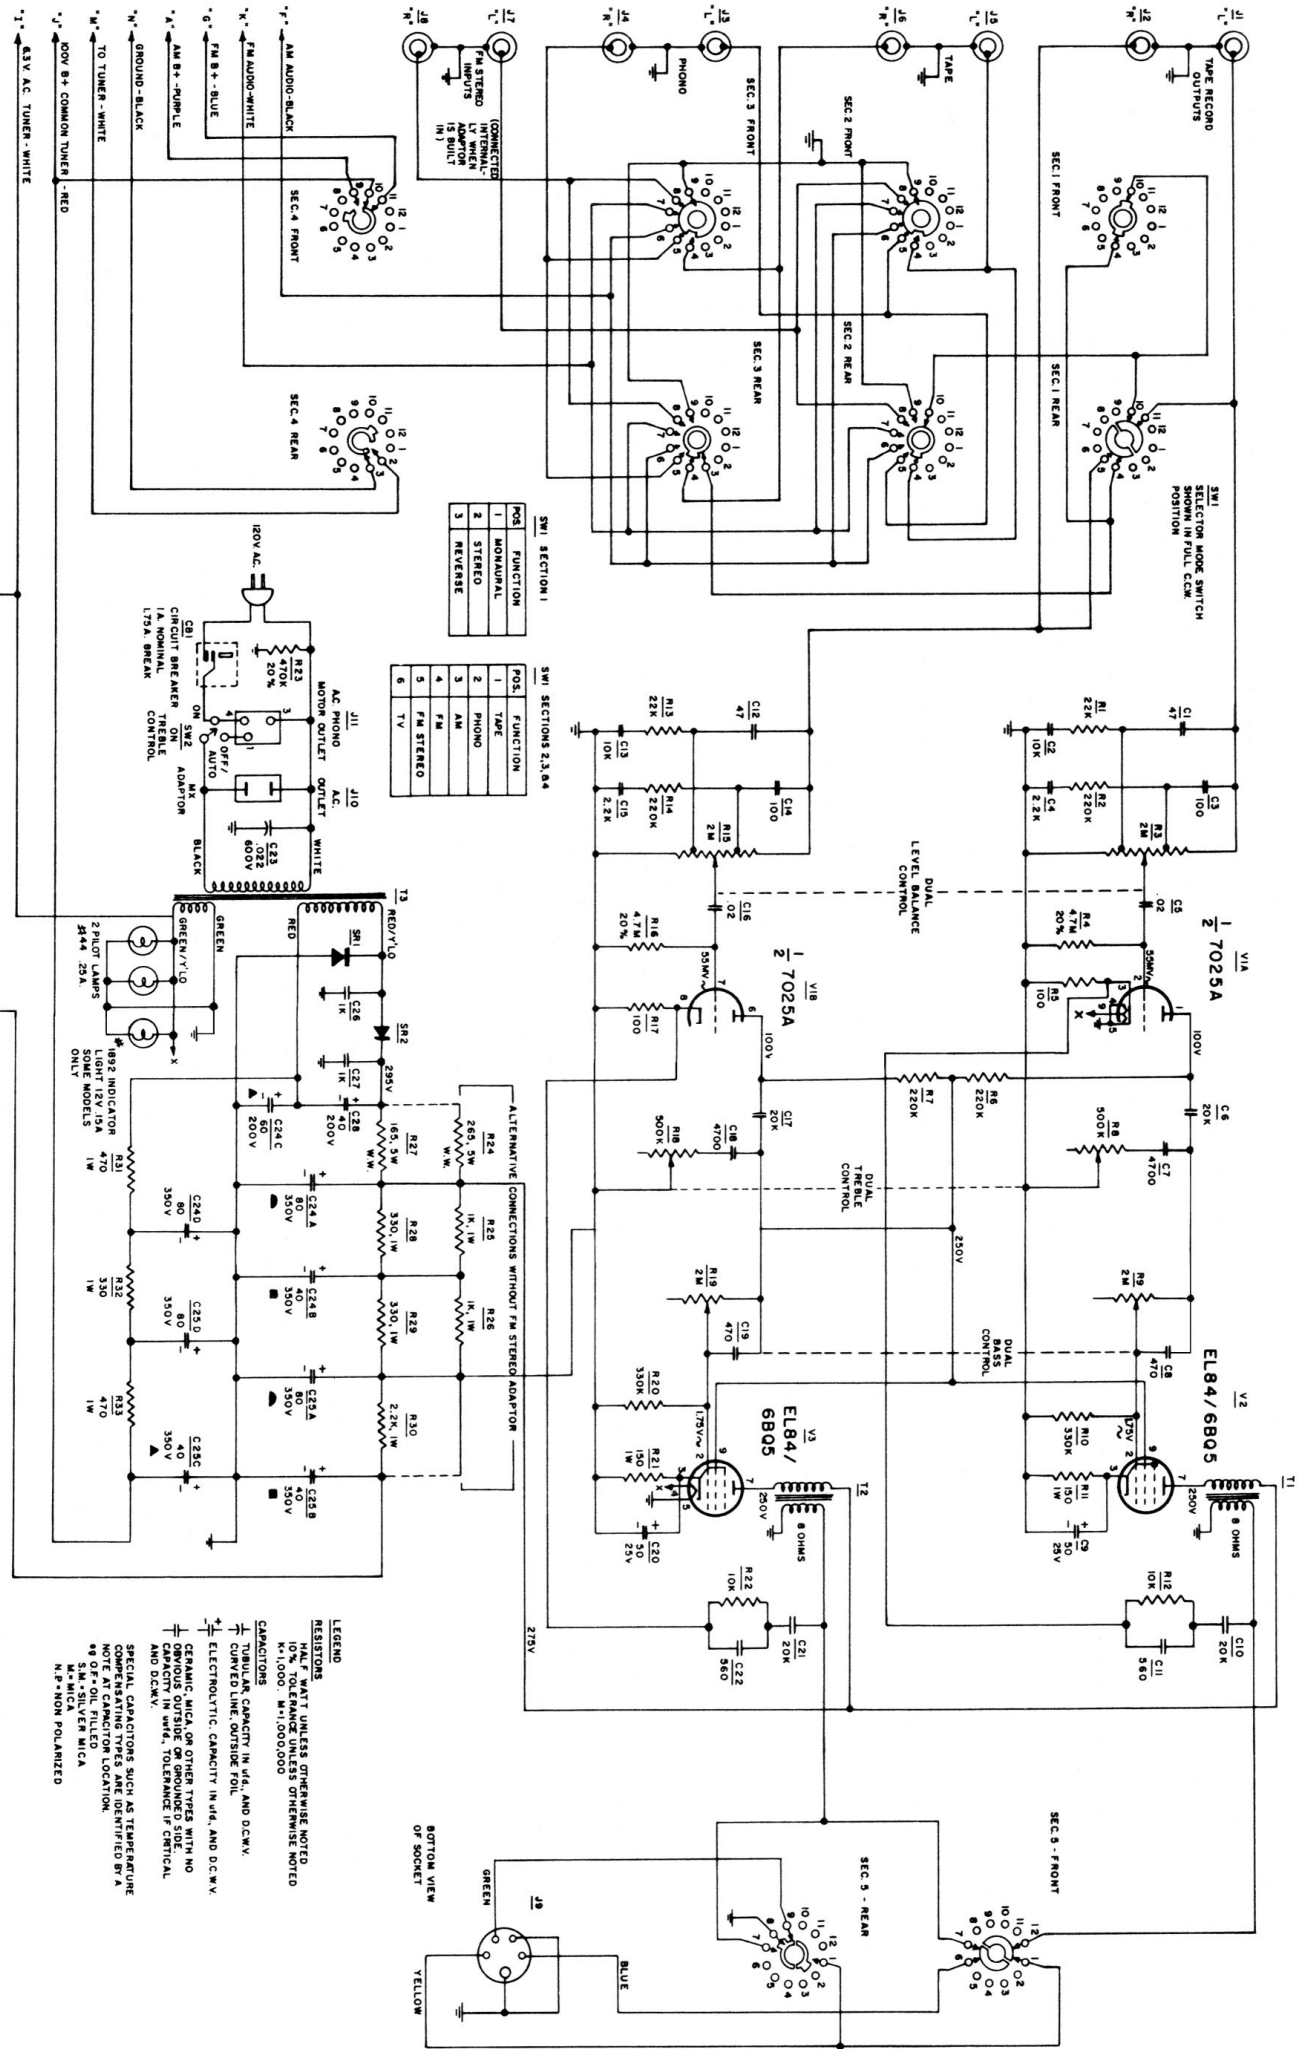 J1
"L"
J2
"R"
TAPE RECORD
OUTPUTS
J5
"L"
J6
"R"
TAPE
J3
"L"
J4
"R"
PHONO
J7
"L"
J8
"R"
FM STEREO
INPUTS
(CONNECTED
INTERNAL-
LY WHEN
ADAPTOR
IS BUILT
IN)
"F" AM AUDIO-BLACK
"K" FM AUDIO-WHITE
"G" FM B+ -BLUE
"A" AM B+ -PURPLE
"N" GROUND-BLACK
"M" TO TUNER-WHITE
"J" 100V B+ COMMON TUNER -RED
"I" 6.3V. A.C. TUNER-WHITE
SEC.1 FRONT
SEC.1 REAR
SEC.2 FRONT
SEC.2 REAR
SEC.3 FRONT
SEC.3 REAR
SEC.4 FRONT
SEC.4 REAR
SW1
SELECTOR MODE SWITCH
SHOWN IN FULL C.C.W.
POSITION
SW1 SECTION 1
POS. FUNCTION
1 MONAURAL
2 STEREO
3 REVERSE
SW1 SECTIONS 2,3,&4
POS. FUNCTION
1 TAPE
2 PHONO
3 AM
4 FM
5 FM STEREO
6 TV
C1
47
R1
22K
C2
10K
C3
100
R2
220K
C4
2.2K
R3
2M
C5
.02
R4
4.7M
20%
55MV
R5
100
V1A
1/2 7025A
100V
R6
220K
R7
220K
C6
20K
R8
500K
C7
4700
R9
2M
C8
470
R10
330K
1.75V
R11
150
1W
C9
50
25V
V2
EL84/6BQ5
250V
T1
8 OHMS
R12
10K
C10
20K
C11
560
DUAL
LEVEL BALANCE
CONTROL
DUAL
TREBLE
CONTROL
DUAL
BASS
CONTROL
250V
C12
47
R13
22K
C13
10K
C14
100
R14
220K
C15
2.2K
R15
2M
C16
.02
R16
4.7M
20%
55MV
R17
100
V1B
1/2 7025A
100V
C17
20K
R18
500K
C18
4700
R19
2M
C19
470
R20
330K
1.75V
R21
150
1W
C20
50
25V
V3
EL84/
6BQ5
250V
T2
8 OHMS
R22
10K
C21
20K
C22
560
275V
120V A.C.
R23
470K
20%
CB1
CIRCUIT BREAKER
1A. NOMINAL
1.75A. BREAK
J11
A.C. PHONO
MOTOR OUTLET
ON
OFF/
AUTO
SW2
ON
TREBLE
CONTROL
J10
A.C.
OUTLET
MX
ADAPTOR
C23
.022
600V
WHITE
BLACK
T3
RED/Y'LO
RED
GREEN
GREEN/Y'LO
2 PILOT LAMPS
#44 .25A.
1892 INDICATOR
LIGHT 12V .15A
SOME MODELS
ONLY
SR1
C26
1K
SR2
C27
1K
295V
C28
40
200V
C24C
60
200V
ALTERNATIVE CONNECTIONS WITHOUT FM STEREO ADAPTOR
R24
265, 5W
W.W.
R25
1K, 1W
R26
1K, 1W
R27
165, 5W
W.W.
R28
330, 1W
R29
330, 1W
R30
2.2K, 1W
C24A
80
350V
C24B
40
350V
C25A
80
350V
C25B
40
350V
R31
470
1W
C24D
80
350V
R32
330
1W
C25D
80
350V
R33
470
1W
C25C
40
350V
SEC.5-FRONT
SEC.5 - REAR
J9
BOTTOM VIEW
OF SOCKET
GREEN
BLUE
YELLOW
LEGEND
RESISTORS
HALF WATT UNLESS OTHERWISE NOTED
10% TOLERANCE UNLESS OTHERWISE NOTED
K=1,000. M=1,000,000
CAPACITORS
TUBULAR, CAPACITY IN ufd., AND D.C.W.V.
CURVED LINE, OUTSIDE FOIL
ELECTROLYTIC. CAPACITY IN ufd., AND D.C.W.V.
CERAMIC, MICA, OR OTHER TYPES WITH NO
OBVIOUS OUTSIDE OR GROUNDED SIDE.
CAPACITY IN uufd., TOLERANCE IF CRITICAL
AND D.C.W.V.
SPECIAL CAPACITORS SUCH AS TEMPERATURE
COMPENSATING TYPES ARE IDENTIFIED BY A
NOTE AT CAPACITOR LOCATION.
eg O.F.= OIL FILLED
S.M.=SILVER MICA
M.=MICA
N.P.=NON POLARIZED